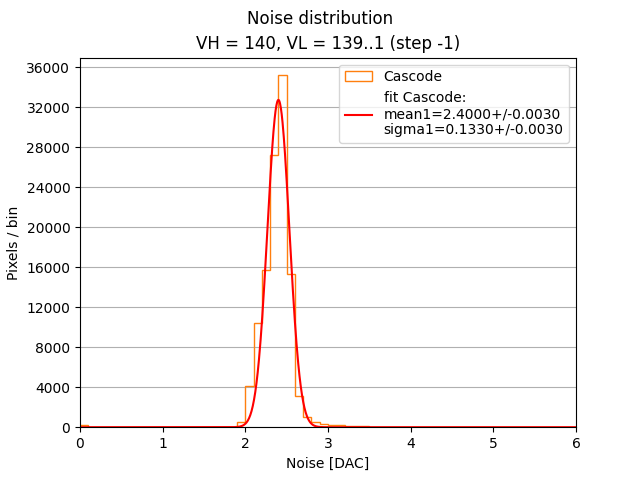 Noise distribution
VH = 140, VL = 139..1 (step -1)
36000
32000
28000
24000
20000
16000
12000
8000
4000
0
Pixels / bin
Cascode
fit Cascode:
mean1=2.4000+/-0.0030
sigma1=0.1330+/-0.0030
0 1 2 3 4 5 6
Noise [DAC]